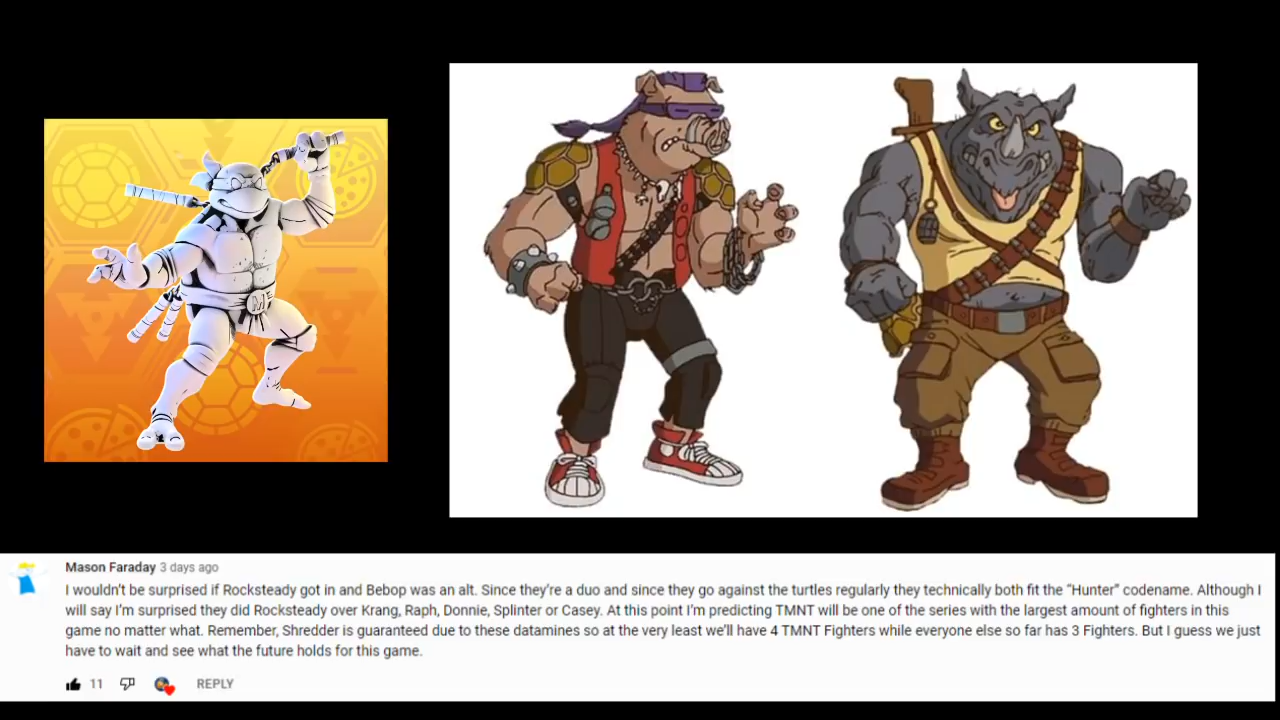 ME
Mason Faraday 3 days ago
I wouldn't be surprised if Rocksteady got in and Bebop was an alt. Since they're a duo and since they go against the turtles regularly they technically both fit the “Hunter” codename. Although I
will say I'm surprised they did Rocksteady over Krang, Raph, Donnie, Splinter or Casey. At this point I'm predicting TMNT will be one of the series with the largest amount of fighters in this
game no matter what. Remember, Shredder is guaranteed due to these datamines so at the very least we'll have 4 TMNT Fighters while everyone else so far has 3 Fighters. But I guess we just
have to wait and see what the future holds for this game.
11 REPLY